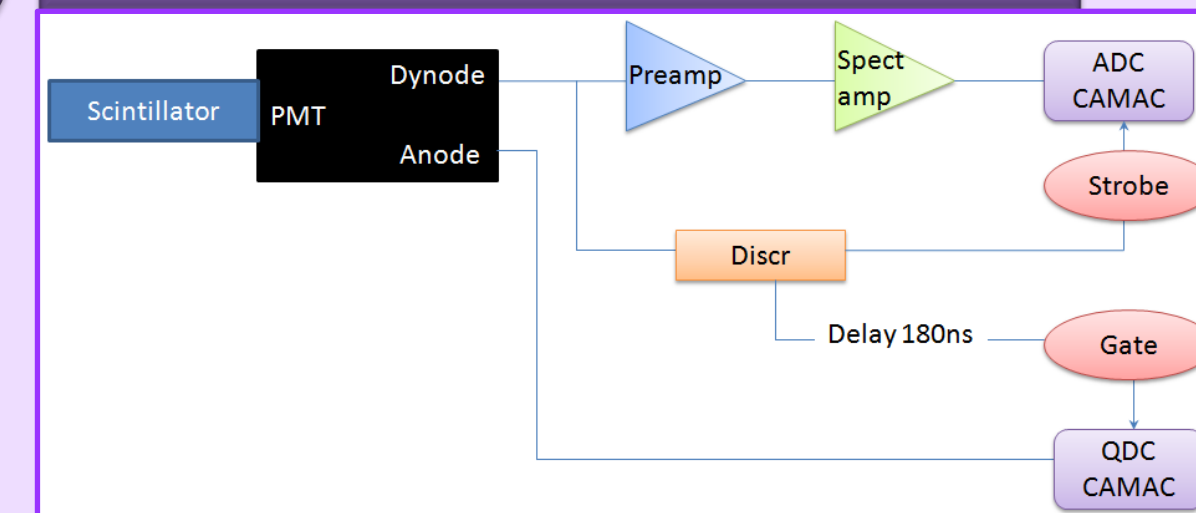 Scintillator
PMT
Dynode
Anode
Preamp
Spect
amp
ADC
CAMAC
Strobe
Discr
Delay 180ns
Gate
QDC
CAMAC